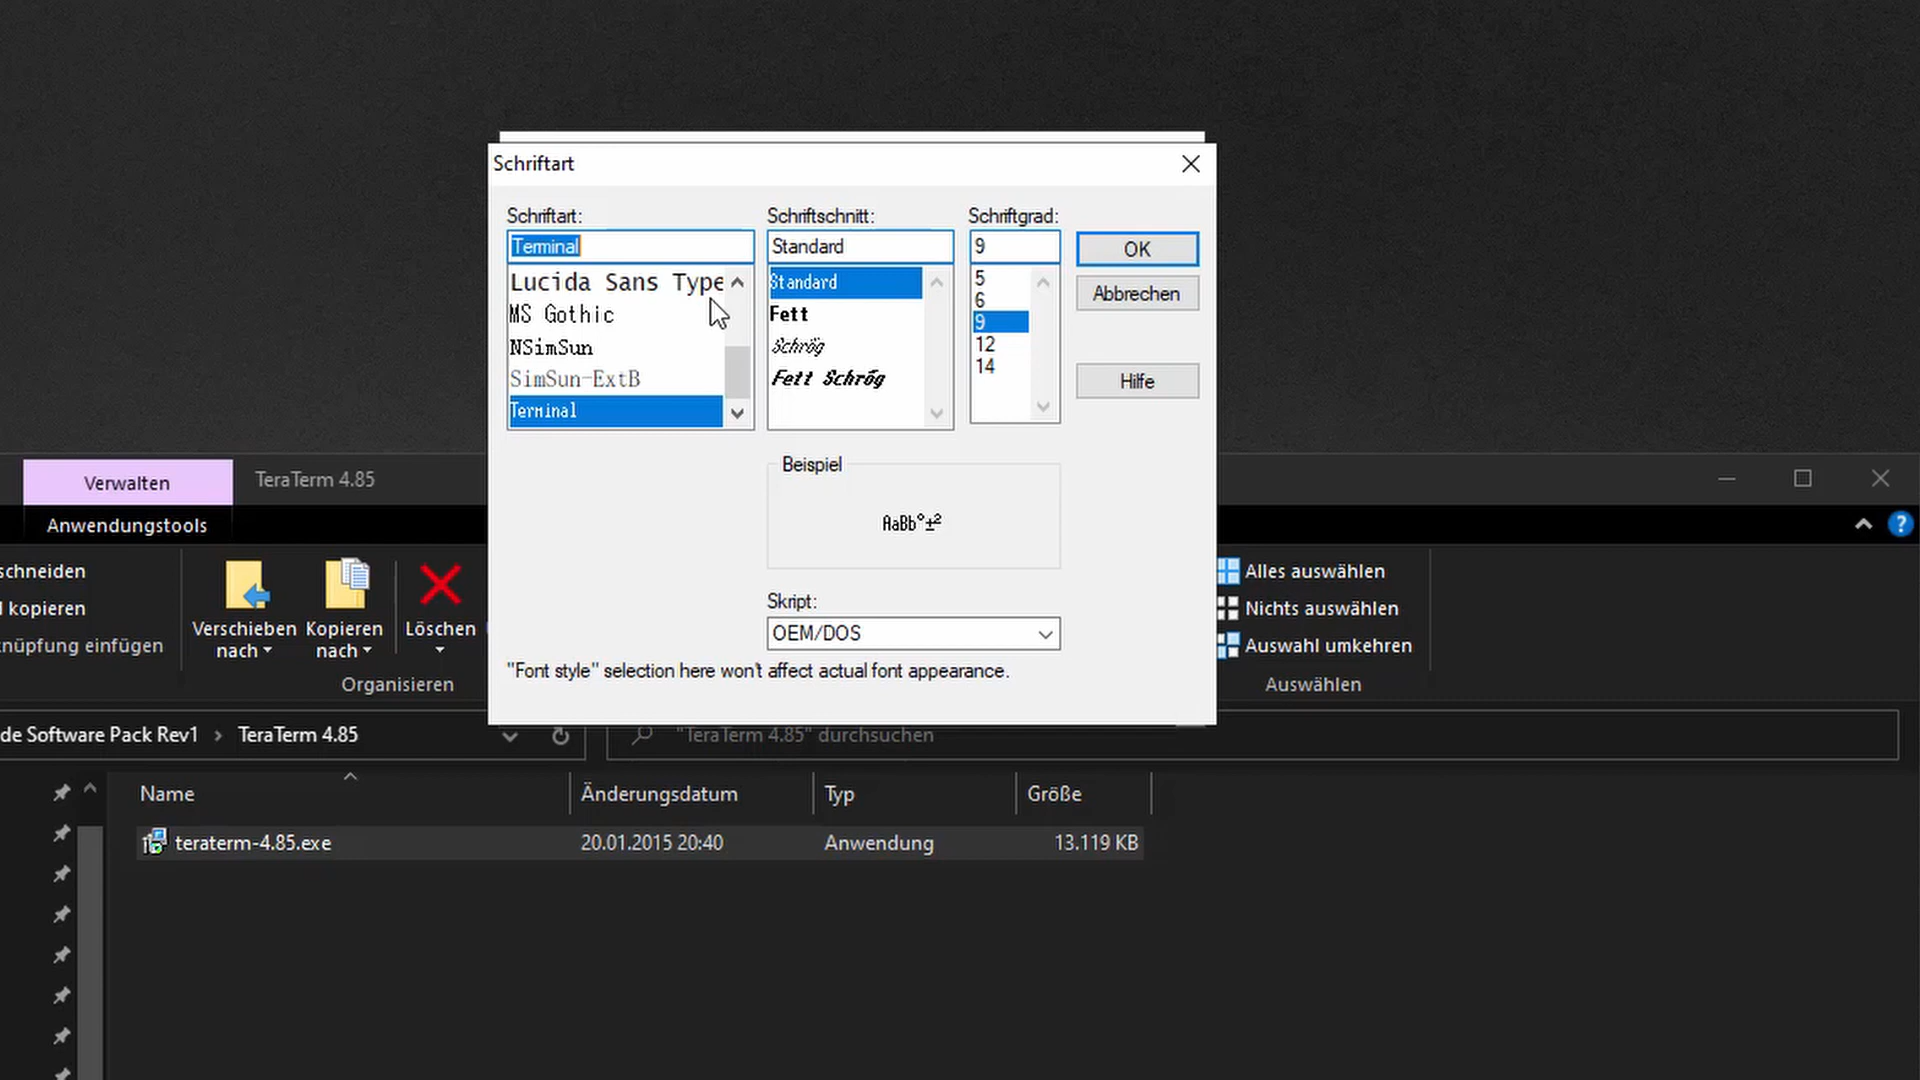 Schriftart
Schriftart:
Schriftschnitt:
Schriftgrad:
Terminal
Standard
9
OK
Lucida Sans Type
MS Gothic
NSimSun
SimSun-ExtB
Terminal
Standard
Fett
Schräg
Fett Schräg
5
6
9
12
14
Abbrechen
Hilfe
Beispiel
AaBb°±²
Skript:
OEM/DOS
"Font style" selection here won't affect actual font appearance.
Verwalten
TeraTerm 4.85
Anwendungstools
?
schneiden
kopieren
nüpfung einfügen
Verschieben
nach
Kopieren
nach
Löschen
Organisieren
Alles auswählen
Nichts auswählen
Auswahl umkehren
Auswählen
de Software Pack Rev1 > TeraTerm 4.85
"TeraTerm 4.85" durchsuchen
Name
Änderungsdatum
Typ
Größe
teraterm-4.85.exe
20.01.2015 20:40
Anwendung
13.119 KB